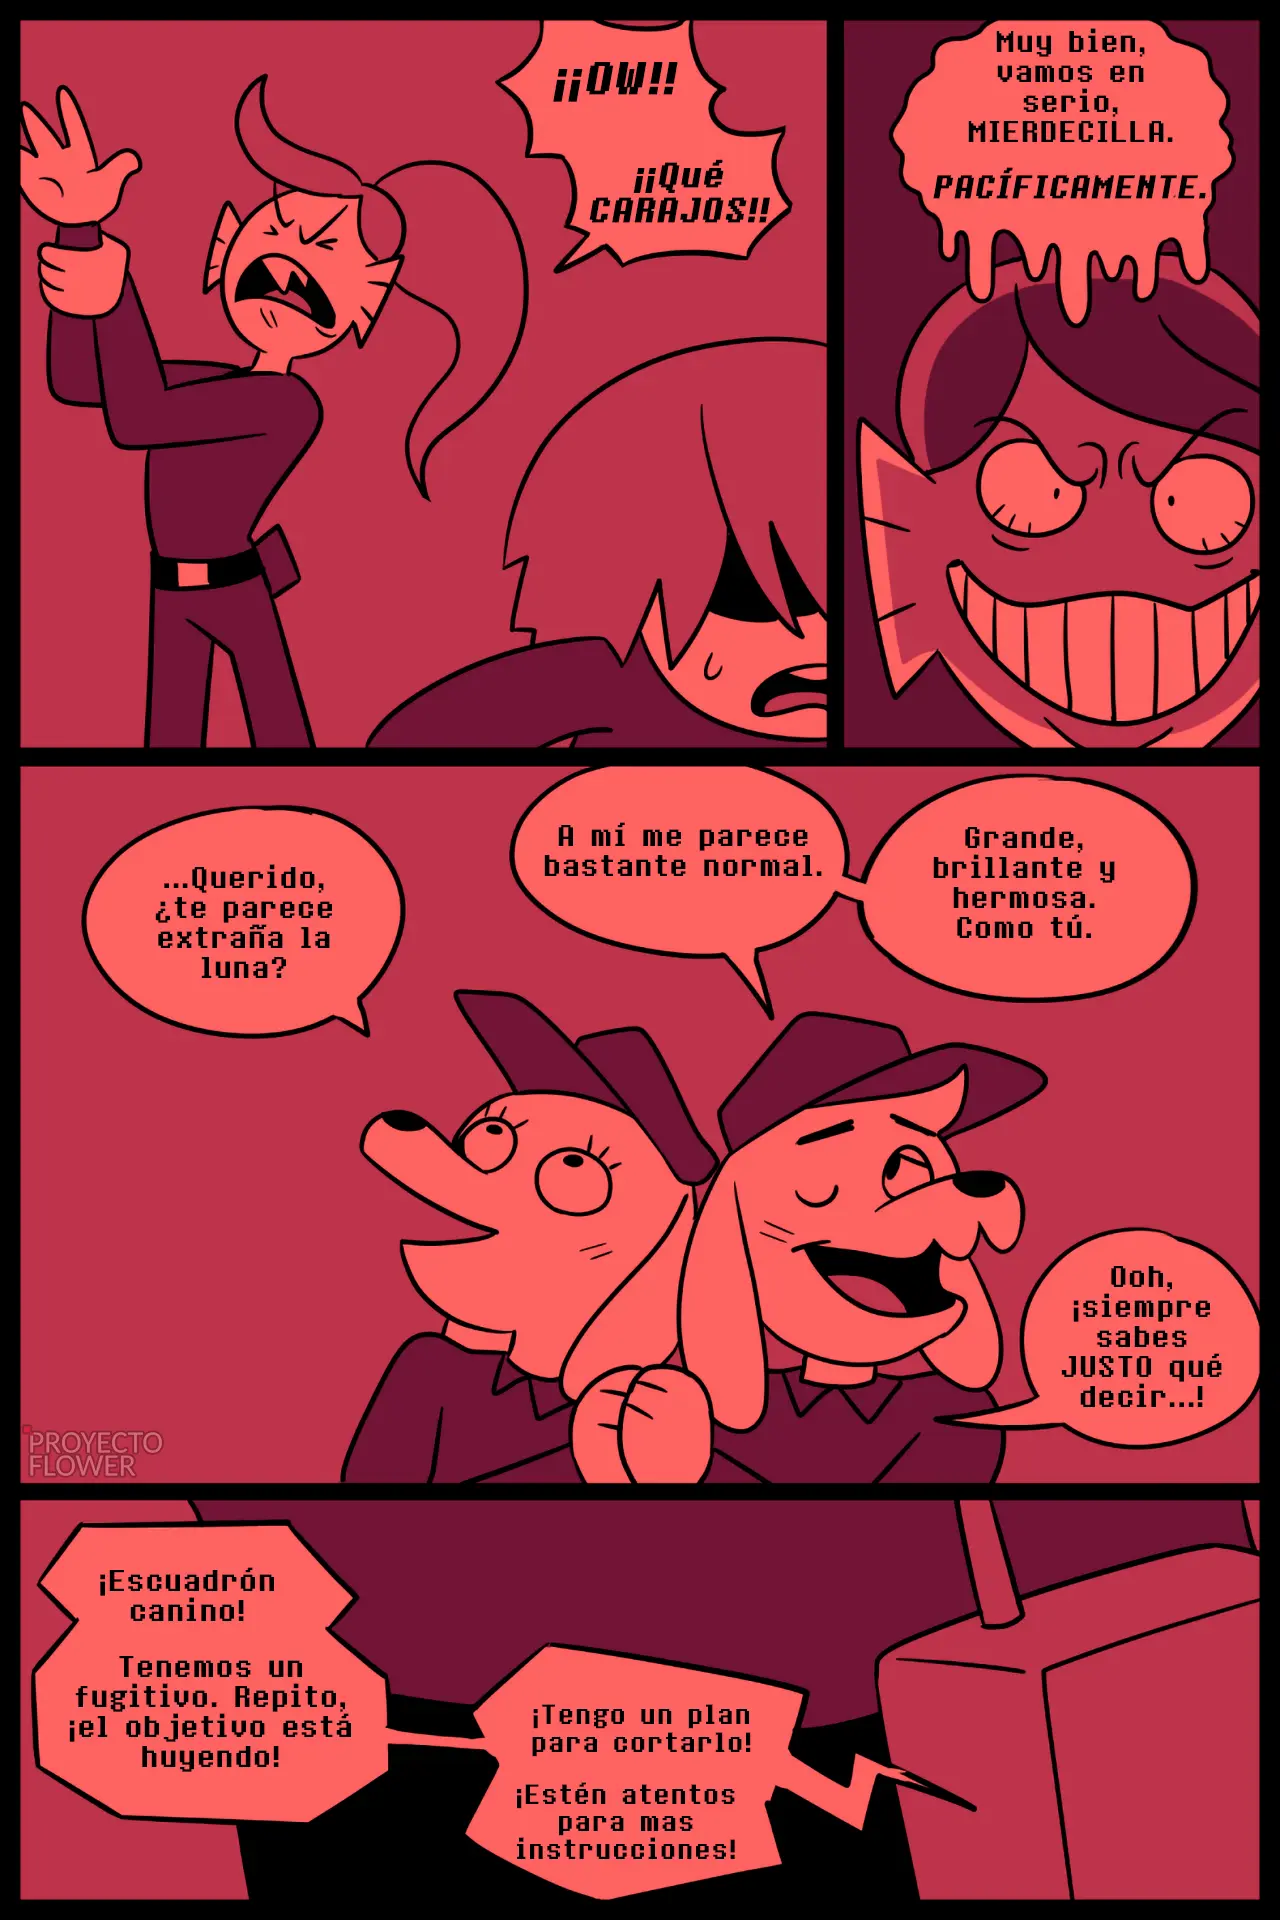 ¡¡OW!!
¡¡Qué
CARAJOS!!
Muy bien,
vamos en
serio,
MIERDECILLA.
PACÍFICAMENTE.
...Querido,
¿te parece
extraña la
luna?
A mí me parece
bastante normal.
Grande,
brillante y
hermosa.
Como tú.
Ooh,
¡siempre
sabes
JUSTO qué
decir...!
PROYECTO
FLOWER
¡Escuadrón
canino!
Tenemos un
fugitivo. Repito,
¡el objetivo está
huyendo!
¡Tengo un plan
para cortarlo!
¡Estén atentos
para mas
instrucciones!